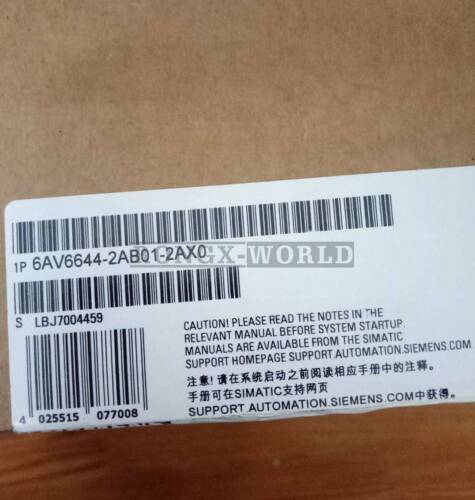 1P 6AV6644-2AB01-2AX0
DONGX-WORLD
S LBJ7004459
CAUTION! PLEASE READ THE NOTES IN THE
RELEVANT MANUAL BEFORE SYSTEM STARTUP.
MANUALS ARE AVAILABLE FROM THE SIMATIC
SUPPORT HOMEPAGE SUPPORT.AUTOMATION.SIEMENS.COM
注意! 请在系统启动之前阅读相应手册中的注释。
手册可在SIMATIC支持网页
SUPPORT.AUTOMATION.SIEMENS.COM中获得。
4 025515 077008